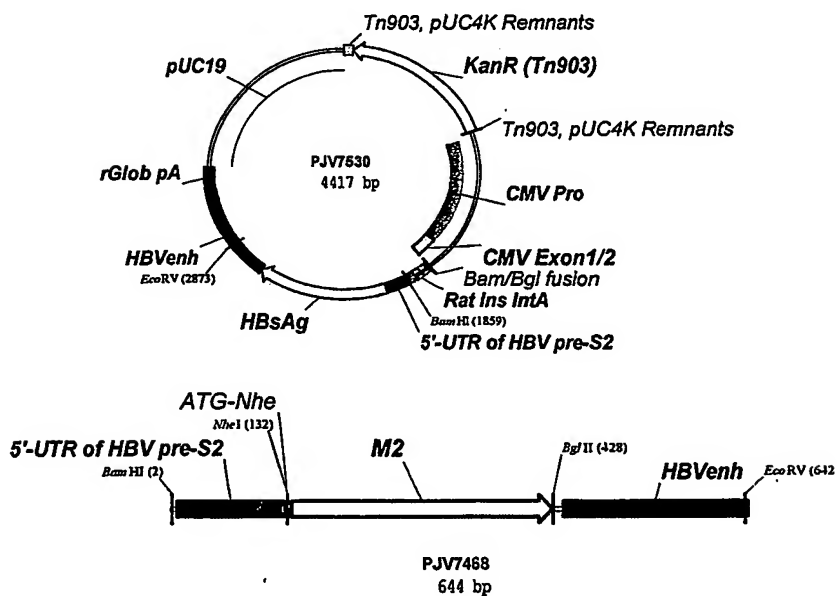 Tn903, pUC4K Remnants
pUC19
KanR (Tn903)
Tn903, pUC4K Remnants
PJV7530
4417 bp
rGlob pA
CMV Pro
HBVenh
EcoRV (2873)
CMV Exon1/2
Bam/Bgl fusion
Rat Ins IntA
BamHI (1859)
HBsAg
5'-UTR of HBV pre-S2
ATG-Nhe
NheI (132)
5'-UTR of HBV pre-S2
BamHI (2)
M2
BglII (428)
HBVenh
EcoRV (642
PJV7468
644 bp